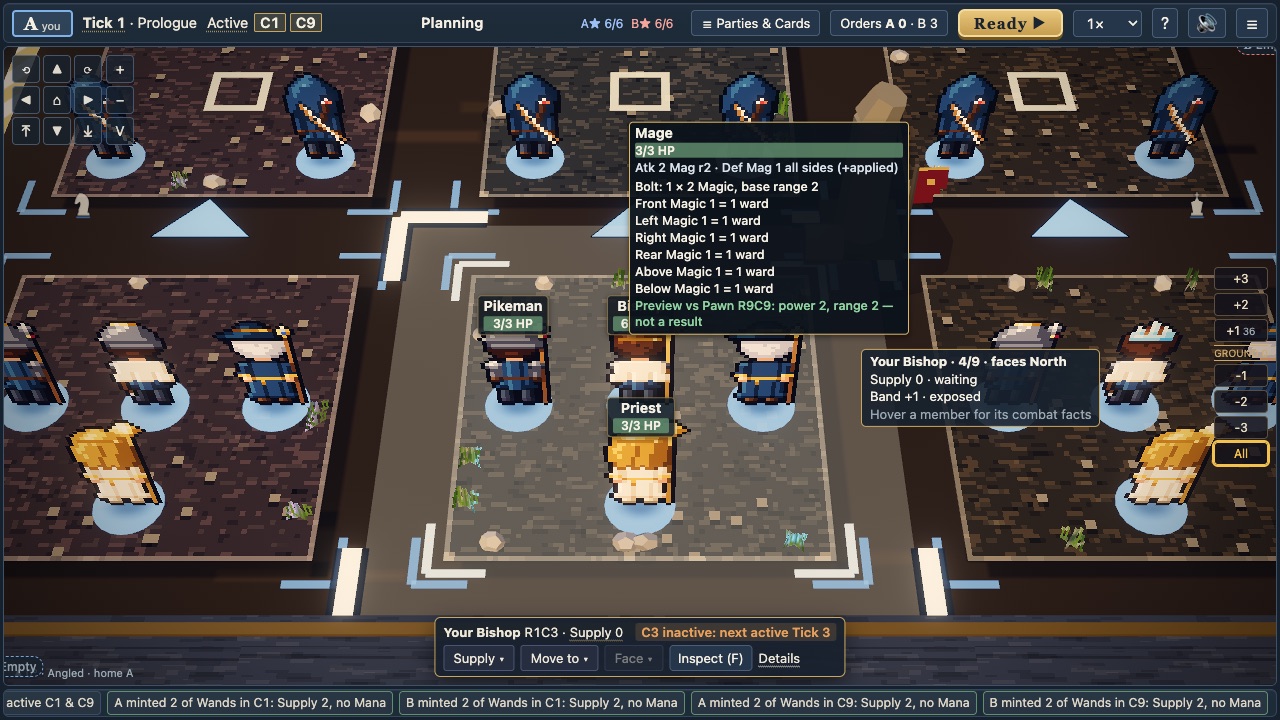 A you Tick 1 · Prologue Active C1 C9 Planning A★ 6/6 B★ 6/6 ≡ Parties & Cards Orders A 0 · B 3 Ready ▶ 1× ?
V
Mage
3/3 HP
Atk 2 Mag r2 · Def Mag 1 all sides (+applied)
Bolt: 1 × 2 Magic, base range 2
Front Magic 1 = 1 ward
Left Magic 1 = 1 ward
Right Magic 1 = 1 ward
Rear Magic 1 = 1 ward
Above Magic 1 = 1 ward
Below Magic 1 = 1 ward
Preview vs Pawn R9C9: power 2, range 2 —
not a result
Pikeman
3/3 HP
Bi
6
Priest
3/3 HP
Your Bishop · 4/9 · faces North
Supply 0 · waiting
Band +1 · exposed
Hover a member for its combat facts
+3
+2
+1 36
GROUN
-1
-2
-3
All
Your Bishop R1C3 · Supply 0 C3 inactive: next active Tick 3
Supply ▾ Move to ▾ Face ▾ Inspect (F) Details
Empty Angled · home A
active C1 & C9 A minted 2 of Wands in C1: Supply 2, no Mana B minted 2 of Wands in C1: Supply 2, no Mana A minted 2 of Wands in C9: Supply 2, no Mana B minted 2 of Wands in C9: Supply 2, no Mana